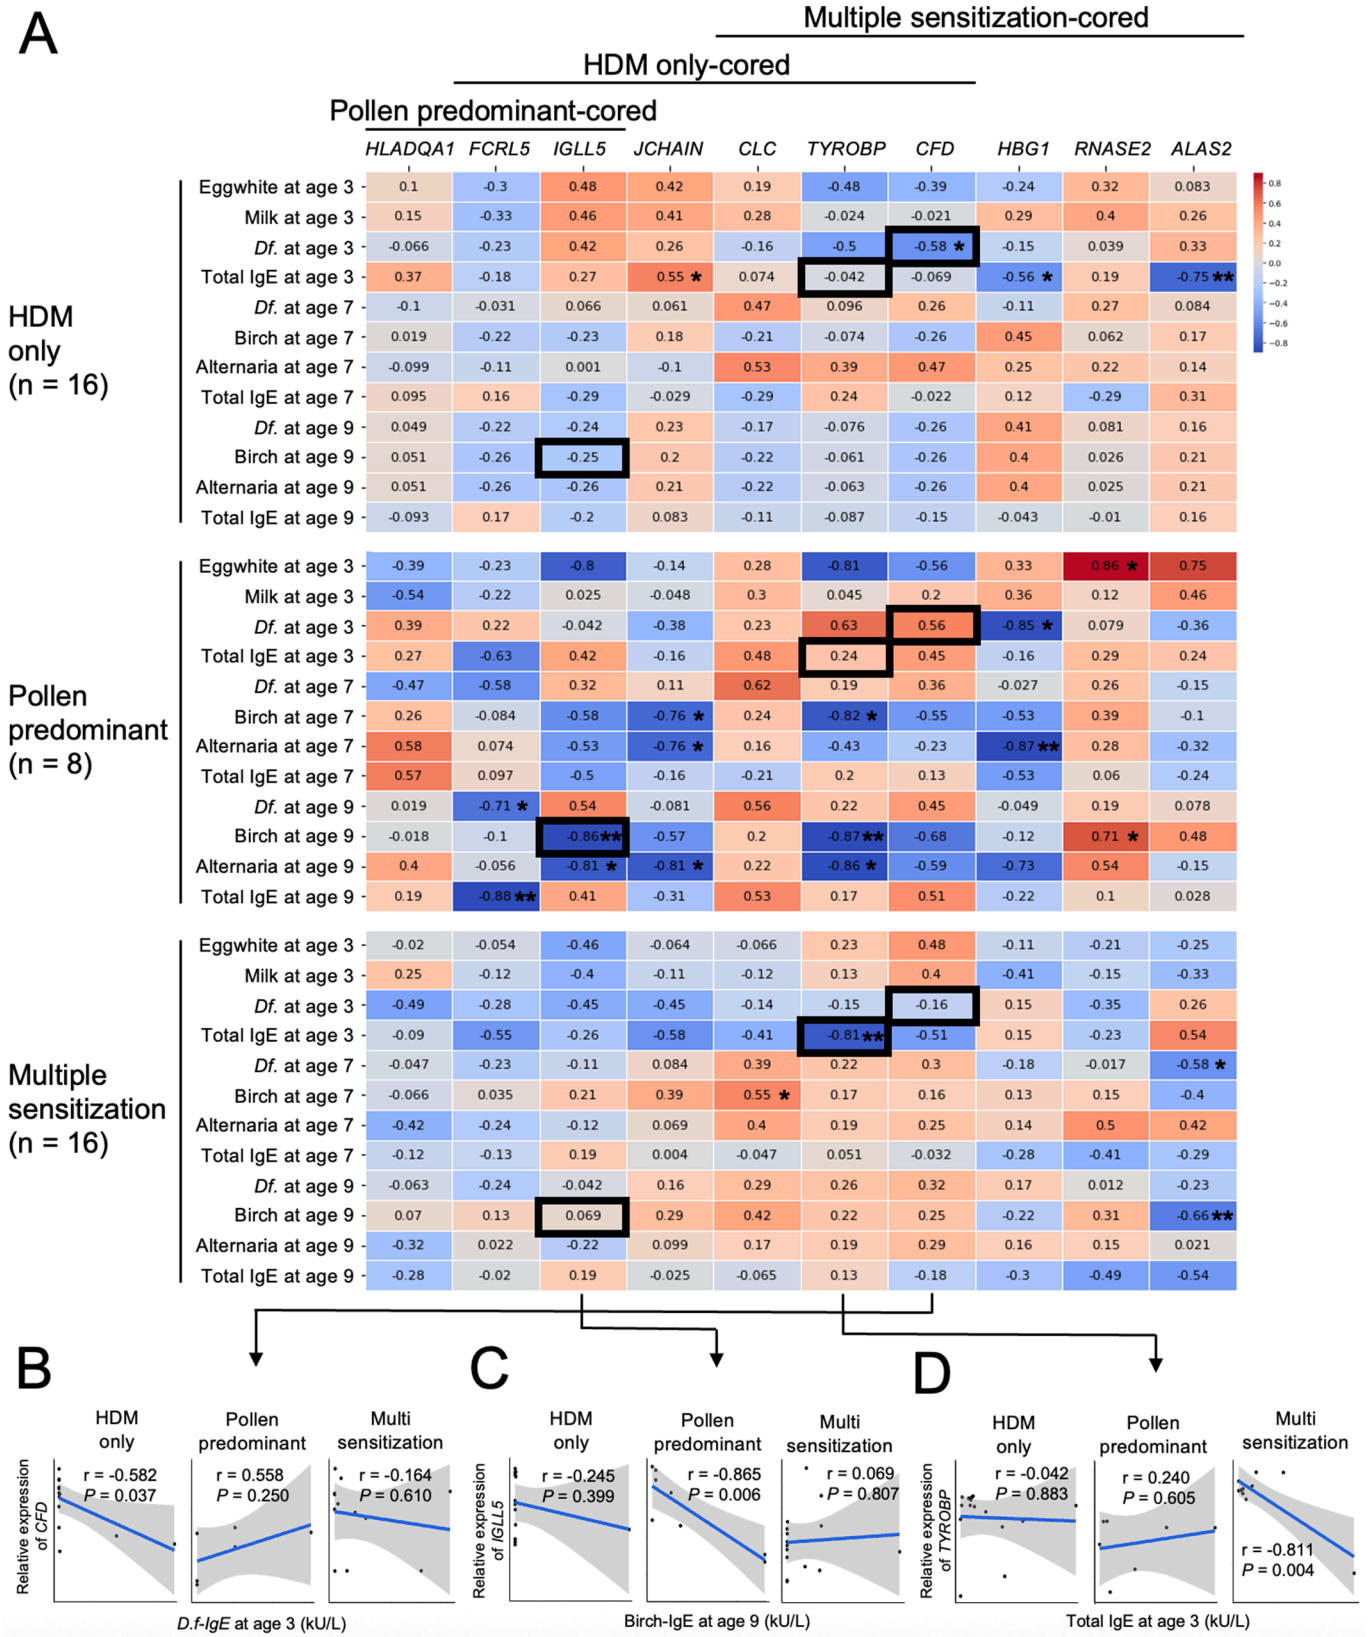 A
Multiple sensitization-cored
HDM only-cored
Pollen predominant-cored
HLADQA1 FCRL5 IGLL5 JCHAIN CLC TYROBP CFD HBG1 RNASE2 ALAS2
HDM
only
(n = 16)
Eggwhite at age 3 0.1 -0.3 0.48 0.42 0.19 -0.48 -0.39 -0.24 0.32 0.083
Milk at age 3 0.15 -0.33 0.46 0.41 0.28 -0.024 -0.021 0.29 0.4 0.26
Df. at age 3 -0.066 -0.23 0.42 0.26 -0.16 -0.5 -0.58 * -0.15 0.039 0.33
Total IgE at age 3 0.37 -0.18 0.27 0.55 * 0.074 -0.042 -0.069 -0.56 * 0.19 -0.75 **
Df. at age 7 -0.1 -0.031 0.066 0.061 0.47 0.096 0.26 -0.11 0.27 0.084
Birch at age 7 0.019 -0.22 -0.23 0.18 -0.21 -0.074 -0.26 0.45 0.062 0.17
Alternaria at age 7 -0.099 -0.11 0.001 -0.1 0.53 0.39 0.47 0.25 0.22 0.14
Total IgE at age 7 0.095 0.16 -0.29 -0.029 -0.29 0.24 -0.022 0.12 -0.29 0.31
Df. at age 9 0.049 -0.22 -0.24 0.23 -0.17 -0.076 -0.26 0.41 0.081 0.16
Birch at age 9 0.051 -0.26 -0.25 0.2 -0.22 -0.061 -0.26 0.4 0.026 0.21
Alternaria at age 9 0.051 -0.26 -0.26 0.21 -0.22 -0.063 -0.26 0.4 0.025 0.21
Total IgE at age 9 -0.093 0.17 -0.2 0.083 -0.11 -0.087 -0.15 -0.043 -0.01 0.16
0.8
0.6
0.4
0.2
0.0
-0.2
-0.4
-0.6
-0.8
Pollen
predominant
(n = 8)
Eggwhite at age 3 -0.39 -0.23 -0.8 -0.14 0.28 -0.81 -0.56 0.33 0.86 * 0.75
Milk at age 3 -0.54 -0.22 0.025 -0.048 0.3 0.045 0.2 0.36 0.12 0.46
Df. at age 3 0.39 0.22 -0.042 -0.38 0.23 0.63 0.56 -0.85 * 0.079 -0.36
Total IgE at age 3 0.27 -0.63 0.42 -0.16 0.48 0.24 0.45 -0.16 0.29 0.24
Df. at age 7 -0.47 -0.58 0.32 0.11 0.62 0.19 0.36 -0.027 0.26 -0.15
Birch at age 7 0.26 -0.084 -0.58 -0.76 * 0.24 -0.82 * -0.55 -0.53 0.39 -0.1
Alternaria at age 7 0.58 0.074 -0.53 -0.76 * 0.16 -0.43 -0.23 -0.87 ** 0.28 -0.32
Total IgE at age 7 0.57 0.097 -0.5 -0.16 -0.21 0.2 0.13 -0.53 0.06 -0.24
Df. at age 9 0.019 -0.71 * 0.54 -0.081 0.56 0.22 0.45 -0.049 0.19 0.078
Birch at age 9 -0.018 -0.1 -0.86 ** -0.57 0.2 -0.87 ** -0.68 -0.12 0.71 * 0.48
Alternaria at age 9 0.4 -0.056 -0.81 * -0.81 * 0.22 -0.86 * -0.59 -0.73 0.54 -0.15
Total IgE at age 9 0.19 -0.88 ** 0.41 -0.31 0.53 0.17 0.51 -0.22 0.1 0.028
Multiple
sensitization
(n = 16)
Eggwhite at age 3 -0.02 -0.054 -0.46 -0.064 -0.066 0.23 0.48 -0.11 -0.21 -0.25
Milk at age 3 0.25 -0.12 -0.4 -0.11 -0.12 0.13 0.4 -0.41 -0.15 -0.33
Df. at age 3 -0.49 -0.28 -0.45 -0.45 -0.14 -0.15 -0.16 0.15 -0.35 0.26
Total IgE at age 3 -0.09 -0.55 -0.26 -0.58 -0.41 -0.81 ** -0.51 0.15 -0.23 0.54
Df. at age 7 -0.047 -0.23 -0.11 0.084 0.39 0.22 0.3 -0.18 -0.017 -0.58 *
Birch at age 7 -0.066 0.035 0.21 0.39 0.55 * 0.17 0.16 0.13 0.15 -0.4
Alternaria at age 7 -0.42 -0.24 -0.12 0.069 0.4 0.19 0.25 0.14 0.5 0.42
Total IgE at age 7 -0.12 -0.13 0.19 0.004 -0.047 0.051 -0.032 -0.28 -0.41 -0.29
Df. at age 9 -0.063 -0.24 -0.042 0.16 0.29 0.26 0.32 0.17 0.012 -0.23
Birch at age 9 0.07 0.13 0.069 0.29 0.42 0.22 0.25 -0.22 0.31 -0.66 **
Alternaria at age 9 -0.32 0.022 -0.22 0.099 0.17 0.19 0.29 0.16 0.15 0.021
Total IgE at age 9 -0.28 -0.02 0.19 -0.025 -0.065 0.13 -0.18 -0.3 -0.49 -0.54
B
Relative expression
of CFD
HDM
only
r = -0.582
P = 0.037
Pollen
predominant
r = 0.558
P = 0.250
Multi
sensitization
r = -0.164
P = 0.610
D.f-IgE at age 3 (kU/L)
C
Relative expression
of IGLL5
HDM
only
r = -0.245
P = 0.399
Pollen
predominant
r = -0.865
P = 0.006
Multi
sensitization
r = 0.069
P = 0.807
Birch-IgE at age 9 (kU/L)
D
Relative expression
of TYROBP
HDM
only
r = -0.042
P = 0.883
Pollen
predominant
r = 0.240
P = 0.605
Multi
sensitization
r = -0.811
P = 0.004
Total IgE at age 3 (kU/L)